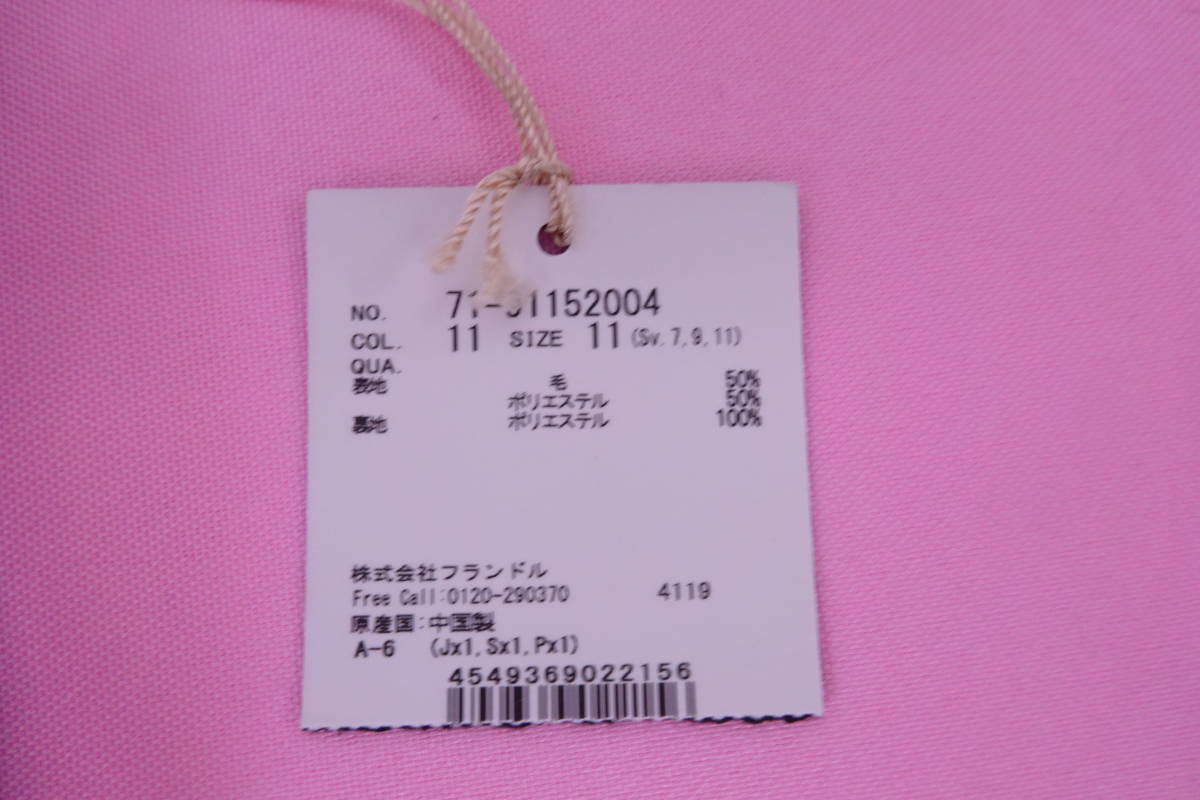 NO. 71-31152004
COL. 11 SIZE 11 (Sv.7,9,11)
QUA.
表地 毛 50%
ポリエステル 50%
裏地 ポリエステル 100%
株式会社フランドル
Free Call:0120-290370 4119
原産国:中国製
A-6 (Jx1,Sx1,Px1)
4549369022156